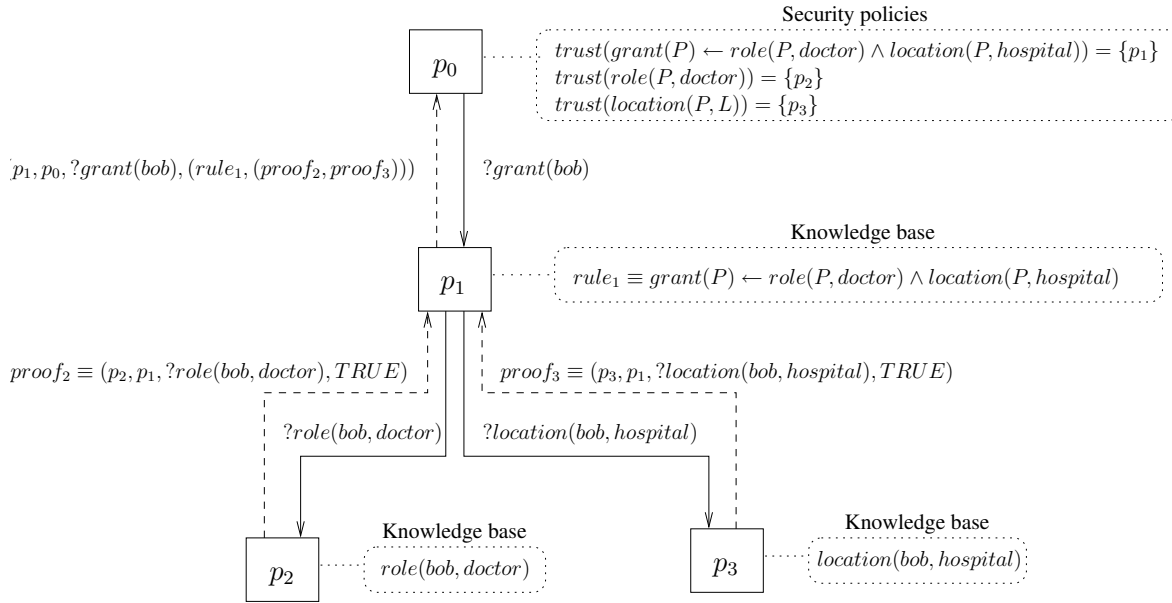 Security policies
p₀
trust(grant(P) ← role(P, doctor) ∧ location(P, hospital)) = {p₁}
trust(role(P, doctor)) = {p₂}
trust(location(P, L)) = {p₃}
p₁, p₀, ?grant(bob), (rule₁, (proof₂, proof₃)))
?grant(bob)
Knowledge base
p₁
rule₁ ≡ grant(P) ← role(P, doctor) ∧ location(P, hospital)
proof₂ ≡ (p₂, p₁, ?role(bob, doctor), TRUE)
proof₃ ≡ (p₃, p₁, ?location(bob, hospital), TRUE)
?role(bob, doctor)
?location(bob, hospital)
Knowledge base
p₂
role(bob, doctor)
Knowledge base
p₃
location(bob, hospital)